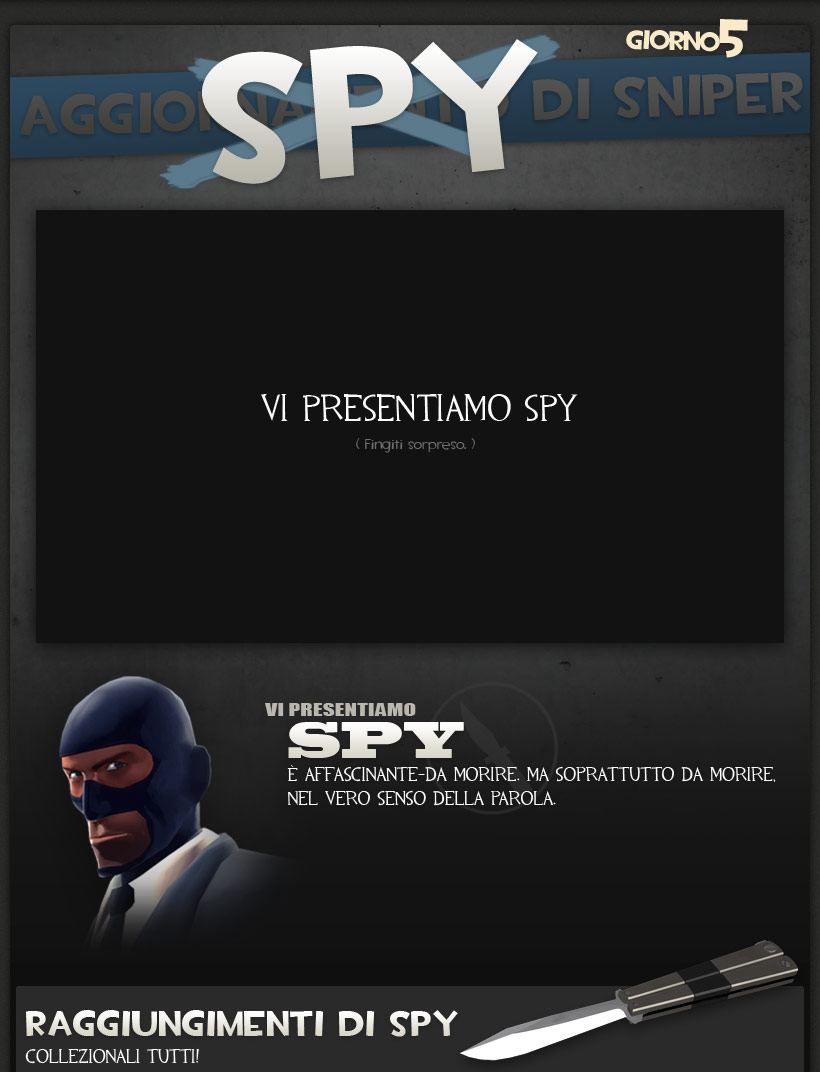 GIORNO5
AGGIORNAMENTO DI SNIPER
SPY
VI PRESENTIAMO SPY
( Fingiti sorpreso. )
VI PRESENTIAMO
SPY
È AFFASCINANTE-DA MORIRE. MA SOPRATTUTTO DA MORIRE,
NEL VERO SENSO DELLA PAROLA.
RAGGIUNGIMENTI DI SPY
COLLEZIONALI TUTTI!